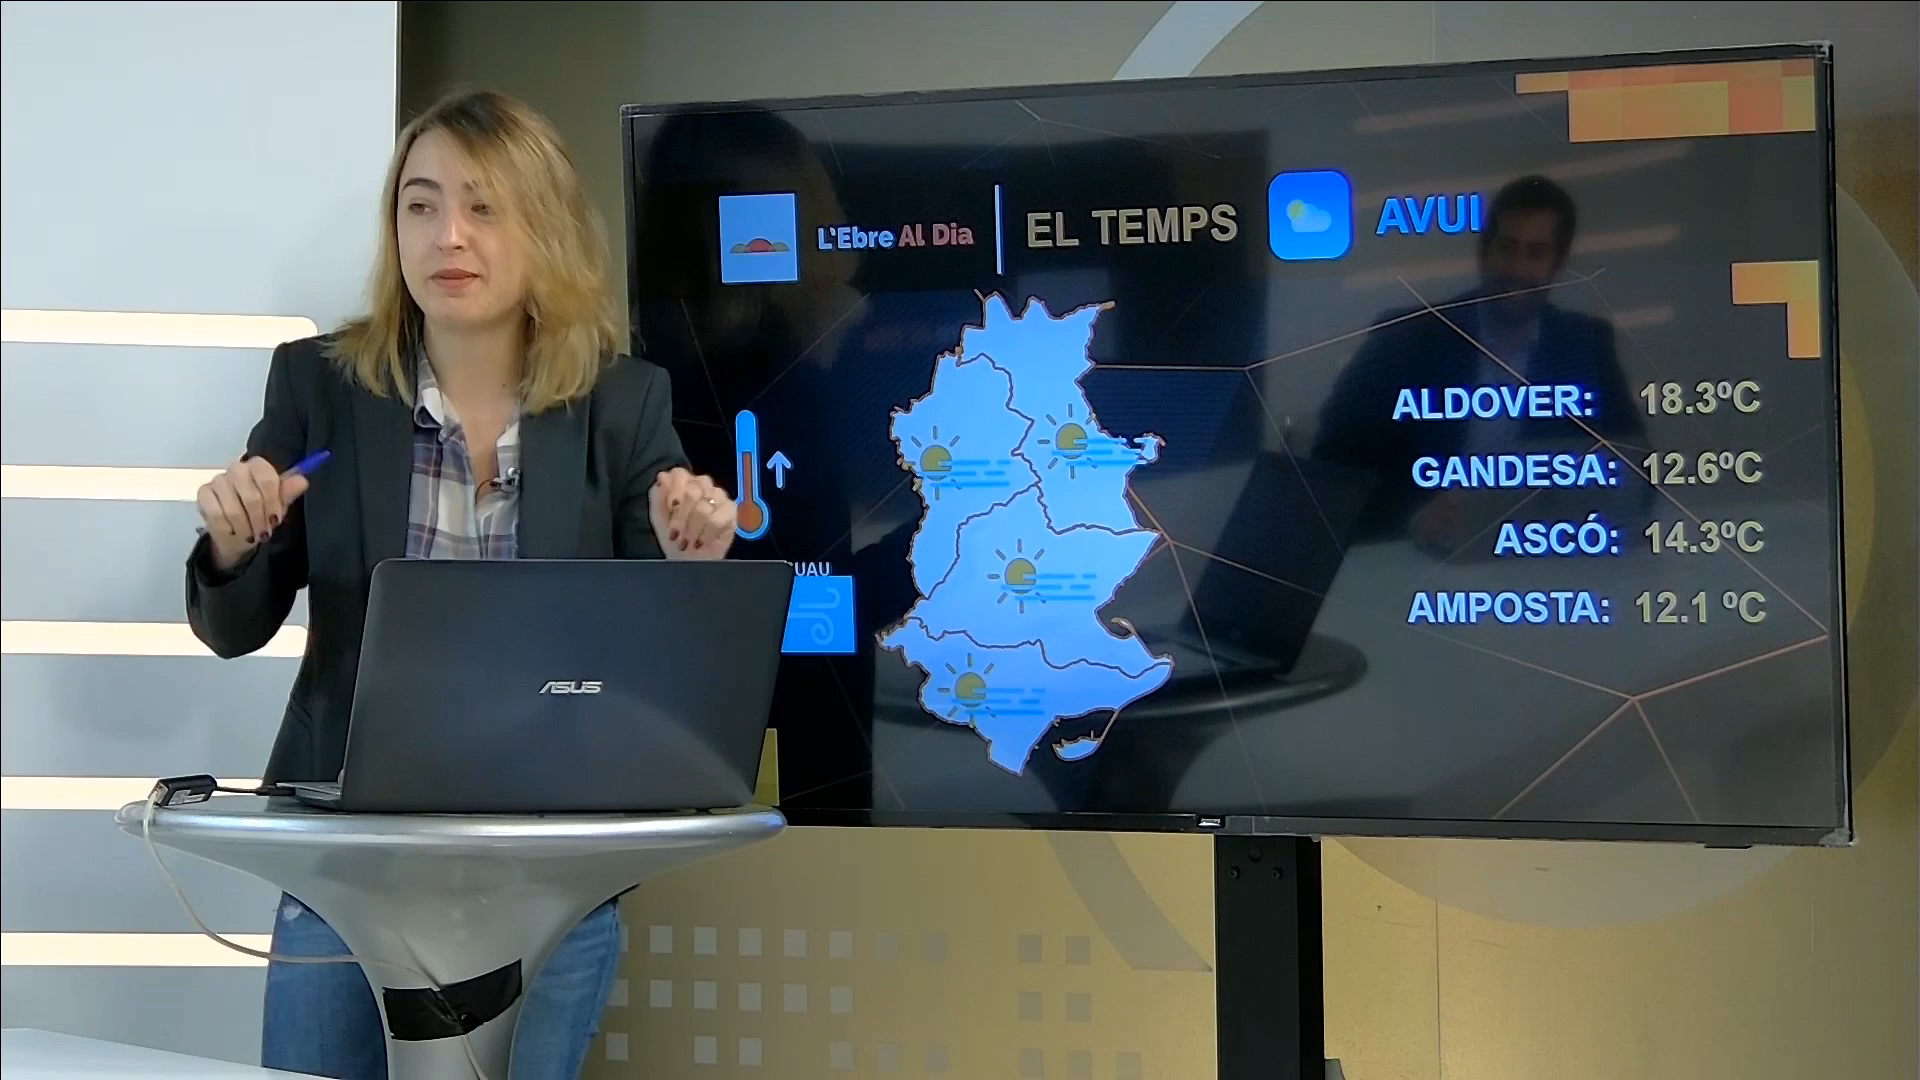 L'Ebre Al Dia
EL TEMPS
AVUI
ALDOVER: 18.3ºC
GANDESA: 12.6ºC
ASCÓ: 14.3ºC
AMPOSTA: 12.1 ºC
ASUS